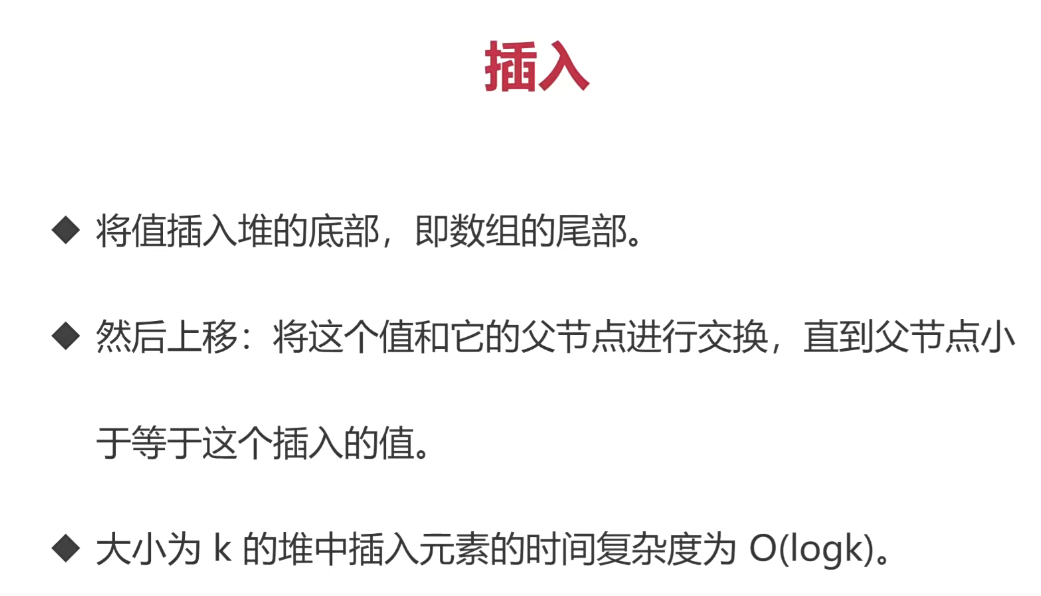 插入
◆ 将值插入堆的底部，即数组的尾部。
◆ 然后上移：将这个值和它的父节点进行交换，直到父节点小
于等于这个插入的值。
◆ 大小为 k 的堆中插入元素的时间复杂度为 O(logk)。